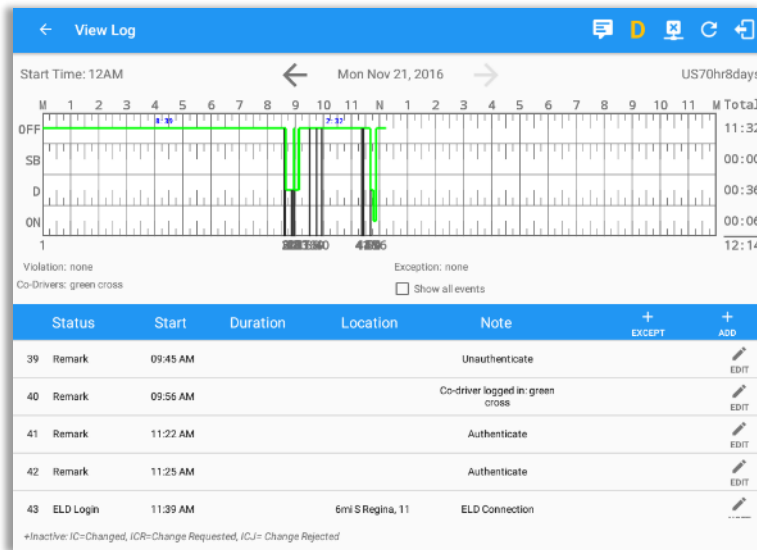 View Log
D
Start Time: 12AM
Mon Nov 21, 2016
US70hr8days
M 1 2 3 4 5 6 7 8 9 10 11 N 1 2 3 4 5 6 7 8 9 10 11 M Total
OFF 11:32
SB 00:00
D 00:36
ON 00:06
1
12:14
Violation: none
Exception: none
Co-Drivers: green cross
Show all events
Status Start Duration Location Note + EXCEPT + ADD
39 Remark 09:45 AM Unauthenticate EDIT
40 Remark 09:56 AM Co-driver logged in: green cross EDIT
41 Remark 11:22 AM Authenticate EDIT
42 Remark 11:25 AM Authenticate EDIT
43 ELD Login 11:39 AM 6mi S Regina, 11 ELD Connection
+Inactive: IC=Changed, ICR=Change Requested, ICJ= Change Rejected